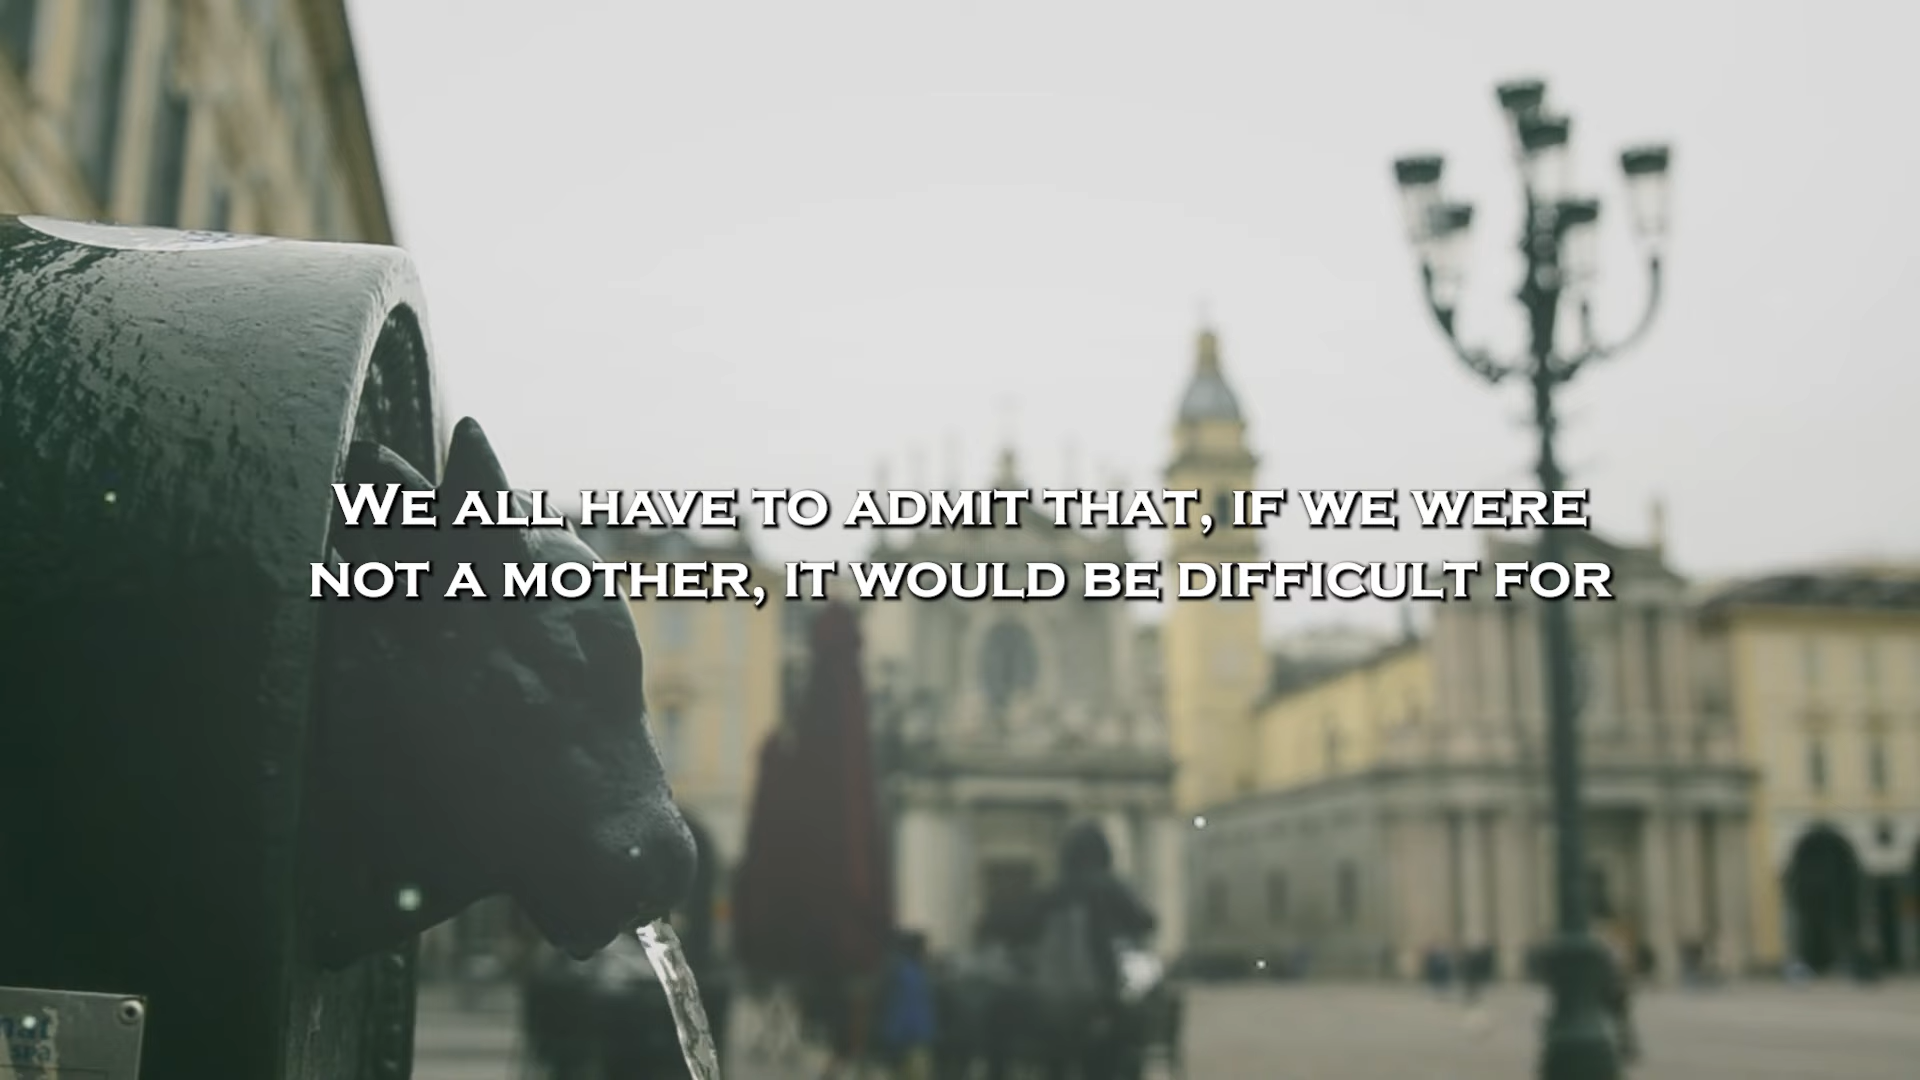 We all have to admit that, if we were
not a mother, it would be difficult for